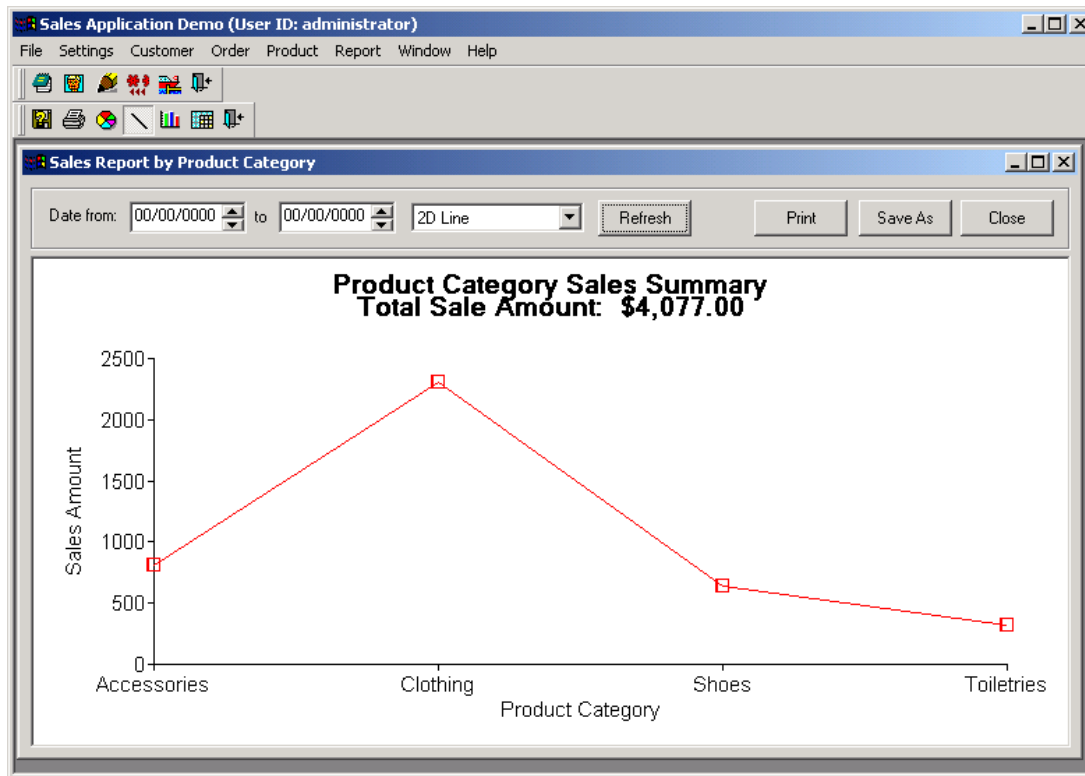 Sales Application Demo (User ID: administrator)
File Settings Customer Order Product Report Window Help
Sales Report by Product Category
Date from: 00/00/0000 to 00/00/0000 2D Line Refresh Print Save As Close
Product Category Sales Summary
Total Sale Amount: $4,077.00
2500
2000
1500
1000
500
0
Sales Amount
Accessories Clothing Shoes Toiletries
Product Category